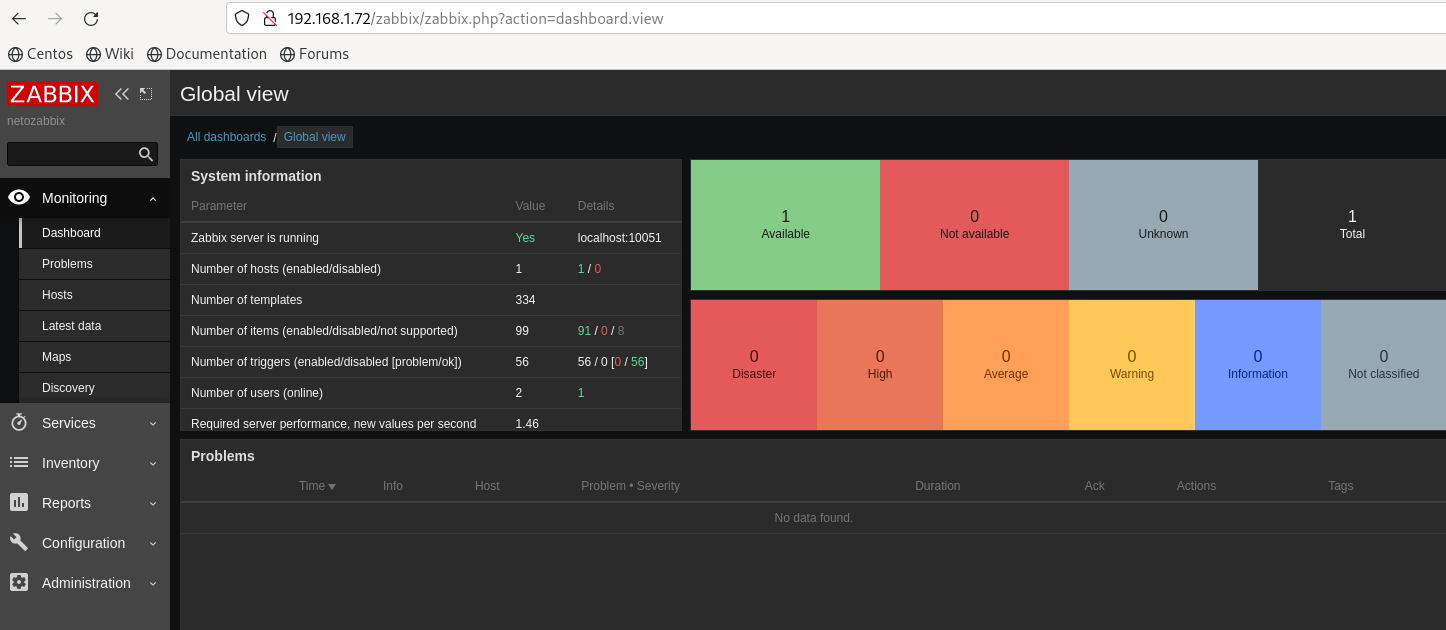 192.168.1.72/zabbix/zabbix.php?action=dashboard.view
Centos Wiki Documentation Forums
ZABBIX
netozabbix
Monitoring
Dashboard
Problems
Hosts
Latest data
Maps
Discovery
Services
Inventory
Reports
Configuration
Administration
Global view
All dashboards / Global view
System information
Parameter Value Details
Zabbix server is running Yes localhost:10051
Number of hosts (enabled/disabled) 1 1 / 0
Number of templates 334
Number of items (enabled/disabled/not supported) 99 91 / 0 / 8
Number of triggers (enabled/disabled [problem/ok]) 56 56 / 0 [0 / 56]
Number of users (online) 2 1
Required server performance, new values per second 1.46
1 0 0 1
Available Not available Unknown Total
0 0 0 0 0 0
Disaster High Average Warning Information Not classified
Problems
Time Info Host Problem • Severity Duration Ack Actions Tags
No data found.